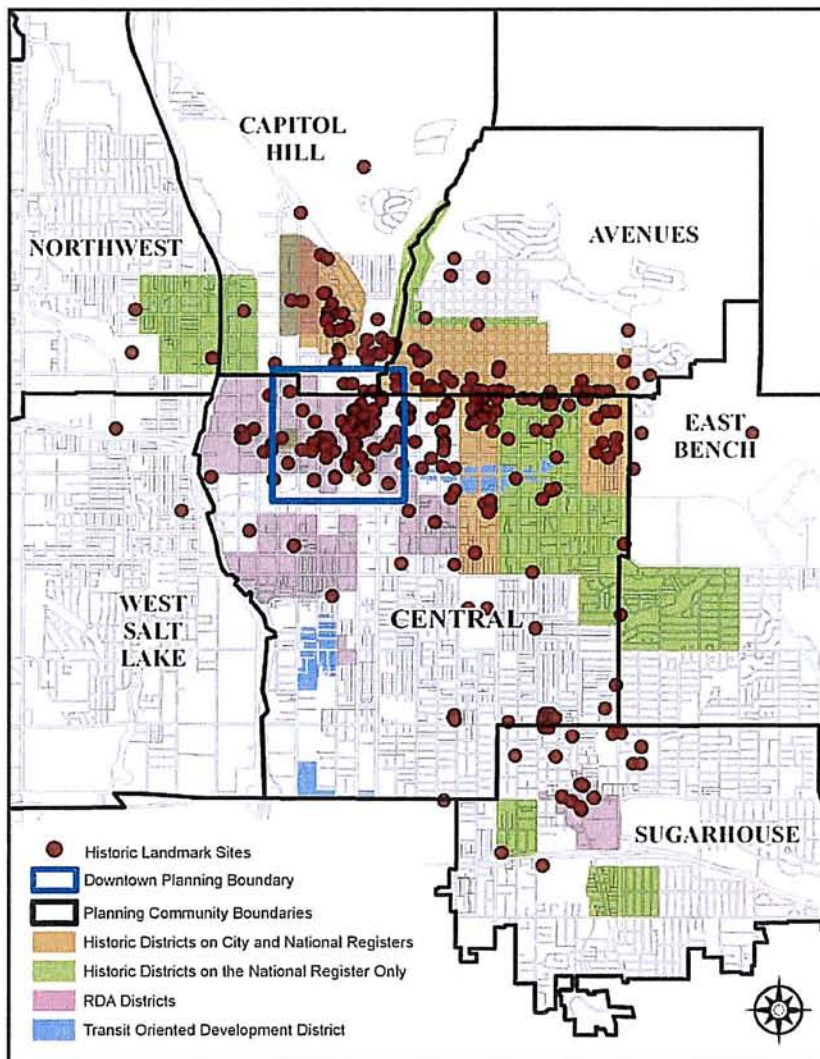 CAPITOL
HILL
NORTHWEST
AVENUES
EAST
BENCH
WEST
SALT
LAKE
CENTRAL
SUGARHOUSE
Historic Landmark Sites
Downtown Planning Boundary
Planning Community Boundaries
Historic Districts on City and National Registers
Historic Districts on the National Register Only
RDA Districts
Transit Oriented Development District